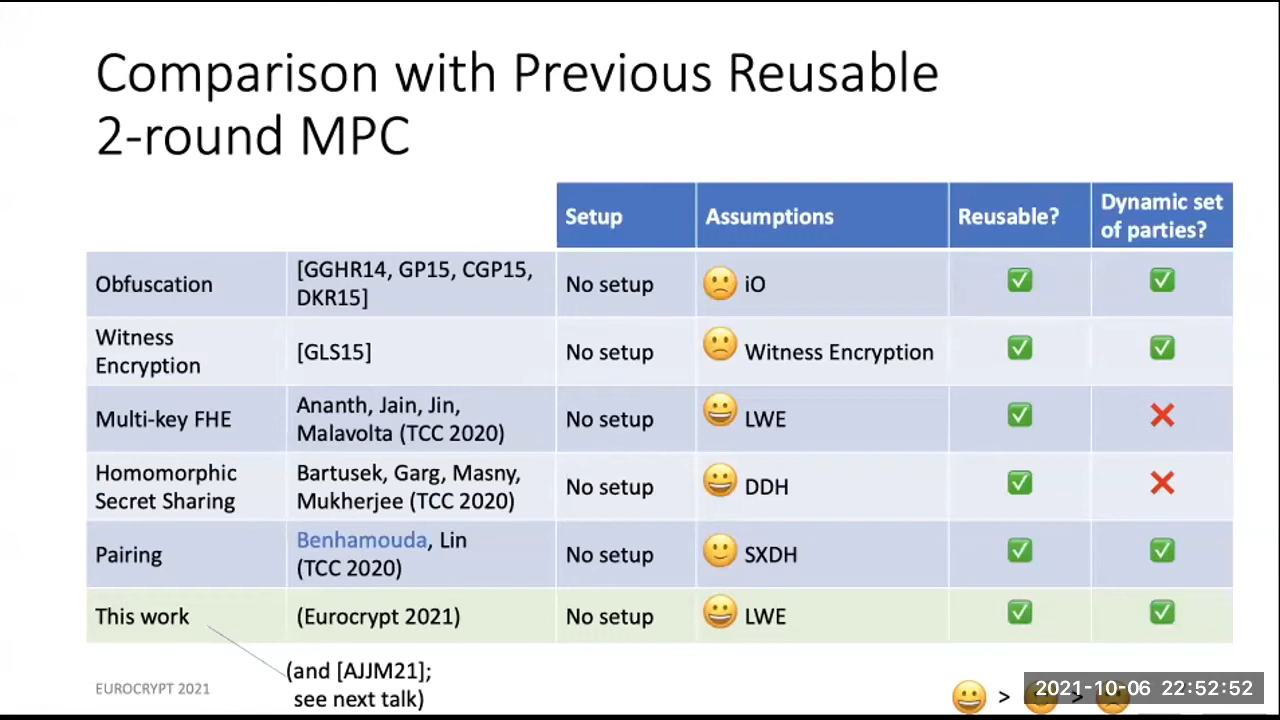 Comparison with Previous Reusable
2-round MPC
Setup
Assumptions
Reusable?
Dynamic set
of parties?
Obfuscation
[GGHR14, GP15, CGP15,
DKR15]
No setup
iO
Witness
Encryption
[GLS15]
No setup
Witness Encryption
Multi-key FHE
Ananth, Jain, Jin,
Malavolta (TCC 2020)
No setup
LWE
Homomorphic
Secret Sharing
Bartusek, Garg, Masny,
Mukherjee (TCC 2020)
No setup
DDH
Pairing
Benhamouda, Lin
(TCC 2020)
No setup
SXDH
This work
(Eurocrypt 2021)
No setup
LWE
(and [AJJM21];
see next talk)
EUROCRYPT 2021
> >
2021-10-06 22:52:52